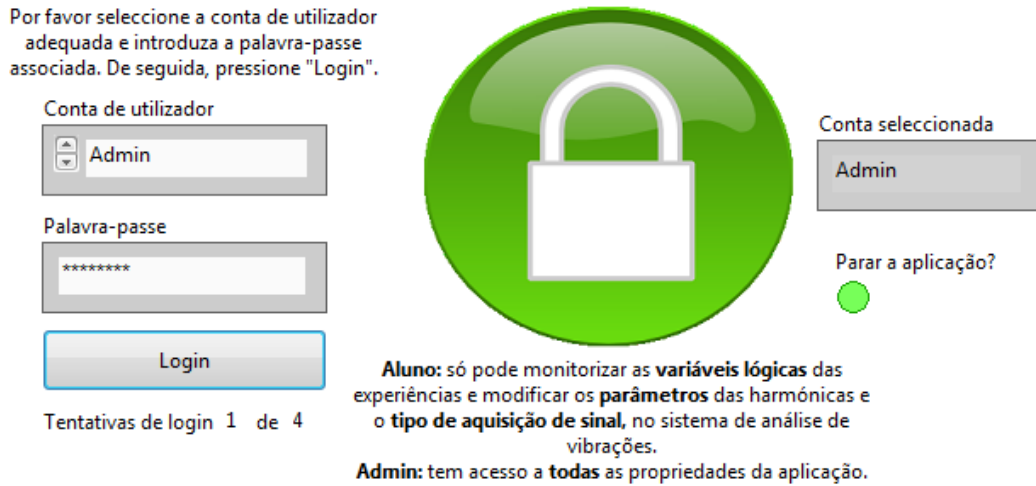 Por favor seleccione a conta de utilizador
adequada e introduza a palavra-passe
associada. De seguida, pressione "Login".
Conta de utilizador
Admin
Palavra-passe
********
Login
Tentativas de login 1 de 4
Conta seleccionada
Admin
Parar a aplicação?
Aluno: só pode monitorizar as variáveis lógicas das
experiências e modificar os parâmetros das harmónicas e
o tipo de aquisição de sinal, no sistema de análise de
vibrações.
Admin: tem acesso a todas as propriedades da aplicação.